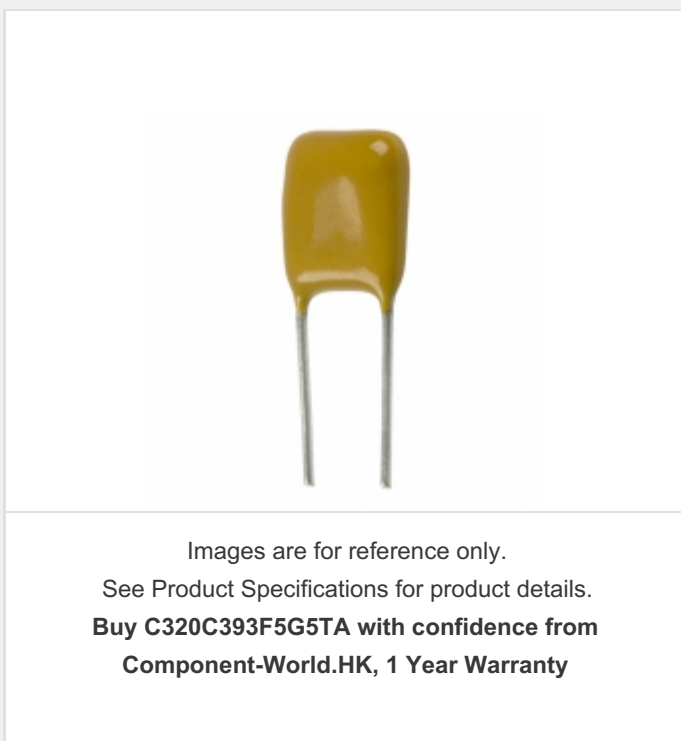 Images are for reference only.
See Product Specifications for product details.
Buy C320C393F5G5TA with confidence from
Component-World.HK, 1 Year Warranty